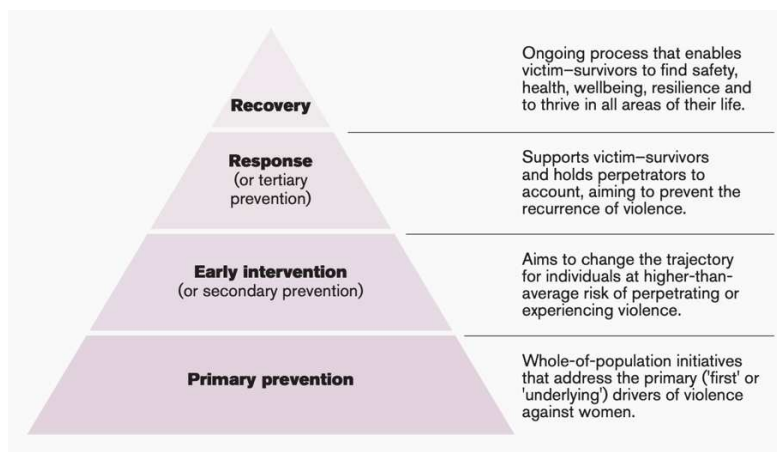 Recovery
Ongoing process that enables
victim–survivors to find safety,
health, wellbeing, resilience and
to thrive in all areas of their life.
Response
(or tertiary
prevention)
Supports victim–survivors
and holds perpetrators to
account, aiming to prevent the
recurrence of violence.
Early intervention
(or secondary prevention)
Aims to change the trajectory
for individuals at higher-than-
average risk of perpetrating or
experiencing violence.
Primary prevention
Whole-of-population initiatives
that address the primary ('first' or
'underlying') drivers of violence
against women.